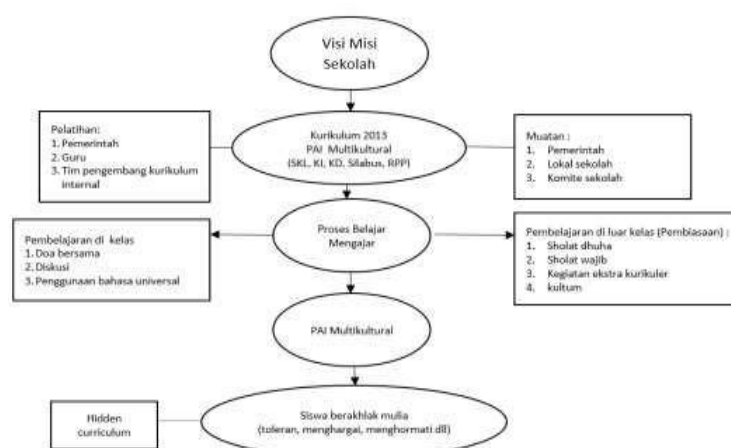 Visi Misi
Sekolah
Pelatihan:
1. Pemerintah
2. Guru
3. Tim pengembang kurikulum
internal
Kurikulum 2013
PAI Multikultural
(SKL, KI, KD, Silabus, RPP)
Muatan :
1. Pemerintah
2. Lokal sekolah
3. Komite sekolah
Pembelajaran di kelas
1. Doa bersama
2. Diskusi
3. Penggunaan bahasa universal
Proses Belajar
Mengajar
Pembelajaran di luar kelas (Pembiasaan) :
1. Sholat dhuha
2. Sholat wajib
3. Kegiatan ekstra kurikuler
4. kultum
PAI Multikultural
Hidden
curriculum
Siswa berakhlak mulia
(toleran, menghargai, menghormati dll)